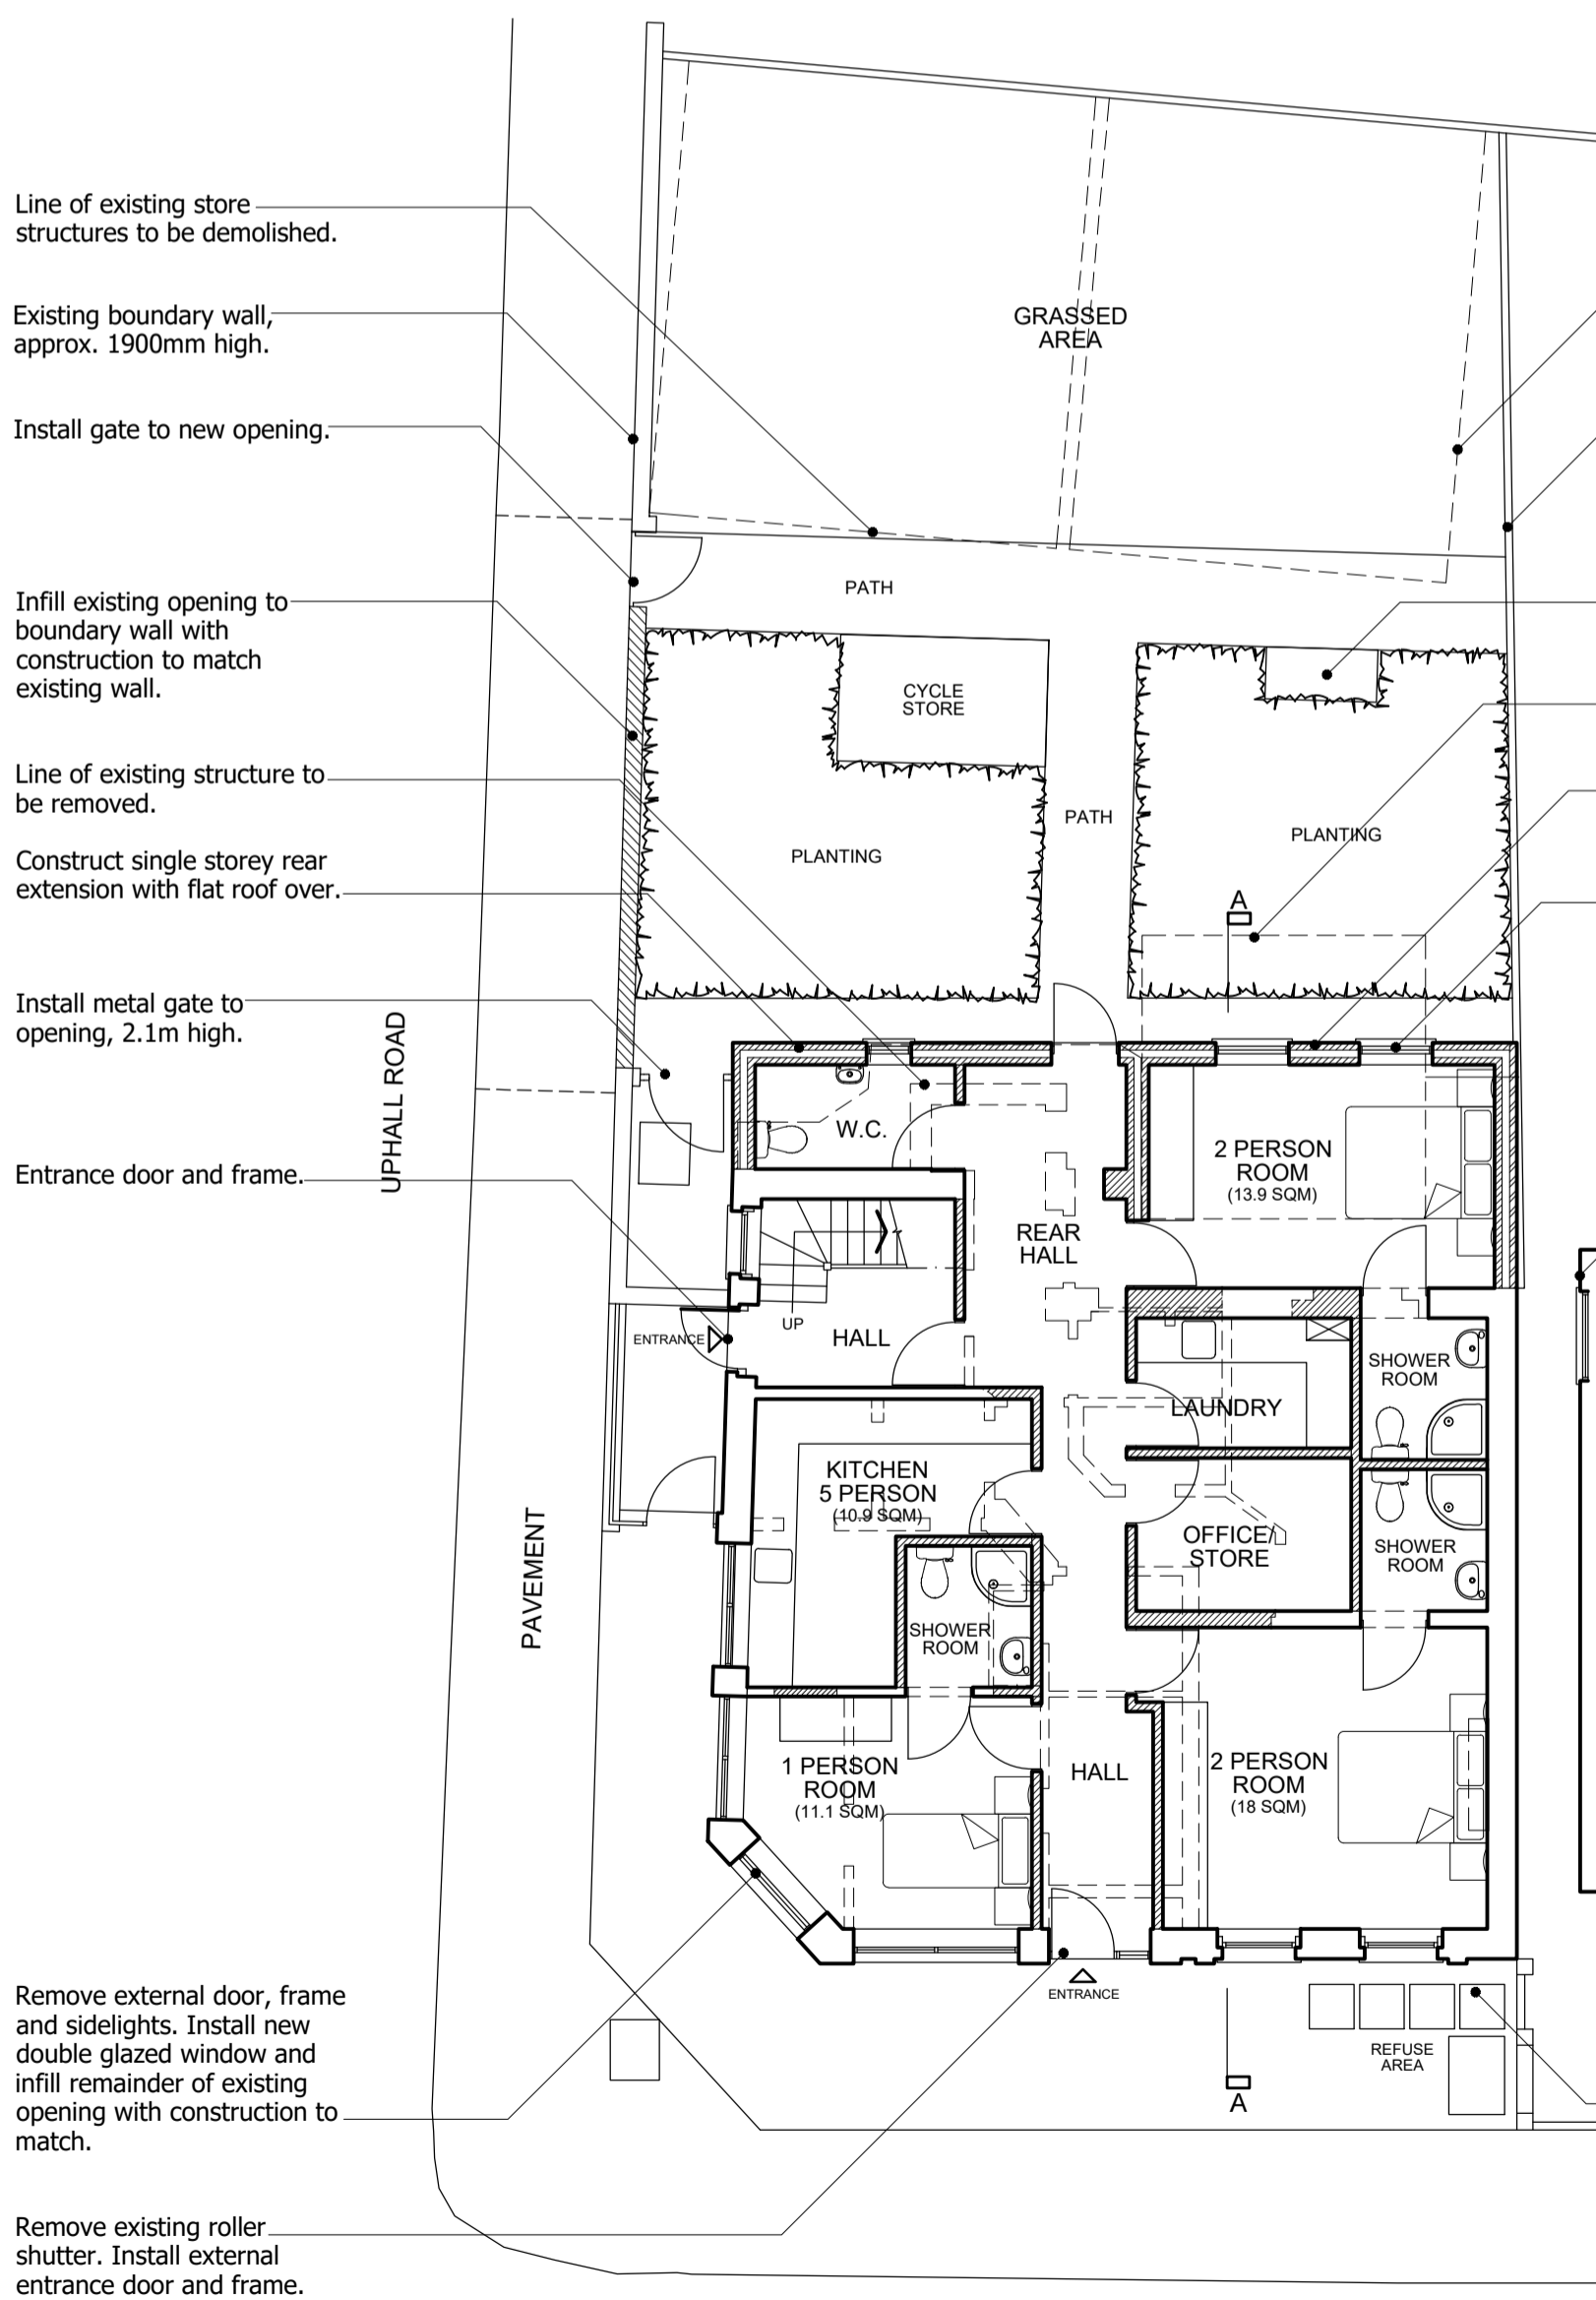 Line of existing store
structures to be demolished.
Existing boundary wall,
approx. 1900mm high.
Install gate to new opening.
Infill existing opening to
boundary wall with
construction to match
existing wall.
Line of existing structure to
be removed.
Construct single storey rear
extension with flat roof over.
Install metal gate to
opening, 2.1m high.
Entrance door and frame.
Remove external door, frame
and sidelights. Install new
double glazed window and
infill remainder of existing
opening with construction to
match.
Remove existing roller
shutter. Install external
entrance door and frame.
UPHALL ROAD
PAVEMENT
GRASSED
AREA
PATH
CYCLE
STORE
PATH
PLANTING
PLANTING
A
W.C.
2 PERSON
ROOM
(13.9 SQM)
REAR
HALL
UP
HALL
ENTRANCE
SHOWER
ROOM
LAUNDRY
KITCHEN
5 PERSON
(10.9 SQM)
OFFICE/
STORE
SHOWER
ROOM
SHOWER
ROOM
1 PERSON
ROOM
(11.1 SQM)
HALL
2 PERSON
ROOM
(18 SQM)
ENTRANCE
REFUSE
AREA
A